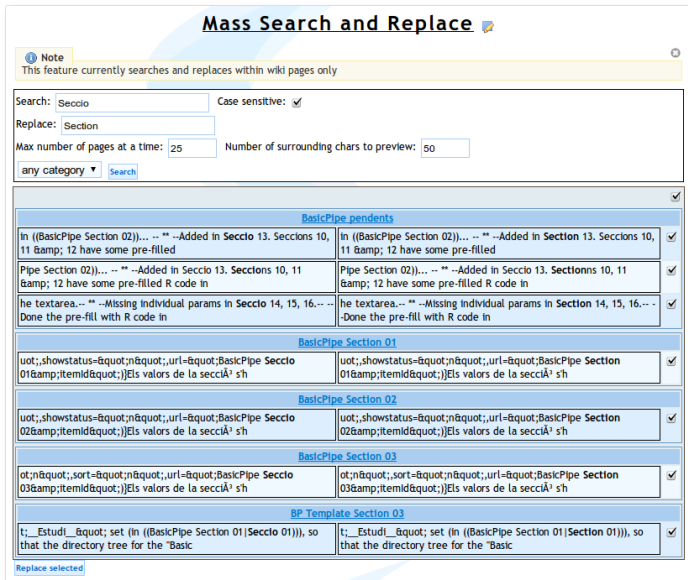 Mass Search and Replace
Note
This feature currently searches and replaces within wiki pages only
Search: Seccio Case sensitive:
Replace: Section
Max number of pages at a time: 25 Number of surrounding chars to preview: 50
any category Search
BasicPipe pendents
in ((BasicPipe Section 02))... -- ** --Added in Seccio 13. Seccions 10,
11 &amp; 12 have some pre-filled
in ((BasicPipe Section 02))... -- ** --Added in Section 13. Seccions 10,
11 &amp; 12 have some pre-filled
Pipe Section 02))... -- ** --Added in Seccio 13. Seccions 10, 11
&amp; 12 have some pre-filled R code in
Pipe Section 02))... -- ** --Added in Seccio 13. Sectionns 10, 11
&amp; 12 have some pre-filled R code in
he textarea.-- ** --Missing individual params in Seccio 14, 15, 16.-- --
Done the pre-fill with R code in
he textarea.-- ** --Missing individual params in Section 14, 15, 16.-- -
-Done the pre-fill with R code in
BasicPipe Section 01
uot;,showstatus=&quot;n&quot;,url=&quot;BasicPipe Seccio
01&amp;itemId&quot;)}Els valors de la secciÃ³ s'h
uot;,showstatus=&quot;n&quot;,url=&quot;BasicPipe Section
01&amp;itemId&quot;)}Els valors de la secciÃ³ s'h
BasicPipe Section 02
uot;,showstatus=&quot;n&quot;,url=&quot;BasicPipe Seccio
02&amp;itemId&quot;)}Els valors de la secciÃ³ s'h
uot;,showstatus=&quot;n&quot;,url=&quot;BasicPipe Section
02&amp;itemId&quot;)}Els valors de la secciÃ³ s'h
BasicPipe Section 03
ot;n&quot;,sort=&quot;n&quot;,url=&quot;BasicPipe Seccio
03&amp;itemId&quot;)}Els valors de la secciÃ³ s'h
ot;n&quot;,sort=&quot;n&quot;,url=&quot;BasicPipe Section
03&amp;itemId&quot;)}Els valors de la secciÃ³ s'h
BP Template Section 03
t;__Estudi__&quot; set (in ((BasicPipe Section 01|Seccio 01))), so
that the directory tree for the "Basic
t;__Estudi__&quot; set (in ((BasicPipe Section 01|Section 01))), so
that the directory tree for the "Basic
Replace selected